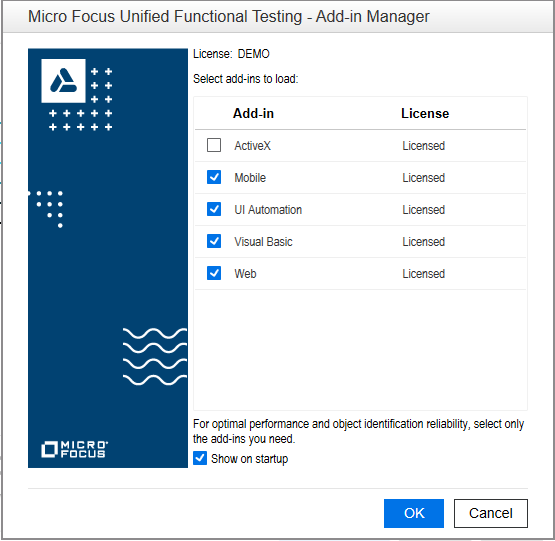 Micro Focus Unified Functional Testing - Add-in Manager
License: DEMO
Select add-ins to load:
Add-in License
ActiveX Licensed
Mobile Licensed
UI Automation Licensed
Visual Basic Licensed
Web Licensed
For optimal performance and object identification reliability, select only
the add-ins you need.
Show on startup
MICRO
FOCUS
OK Cancel